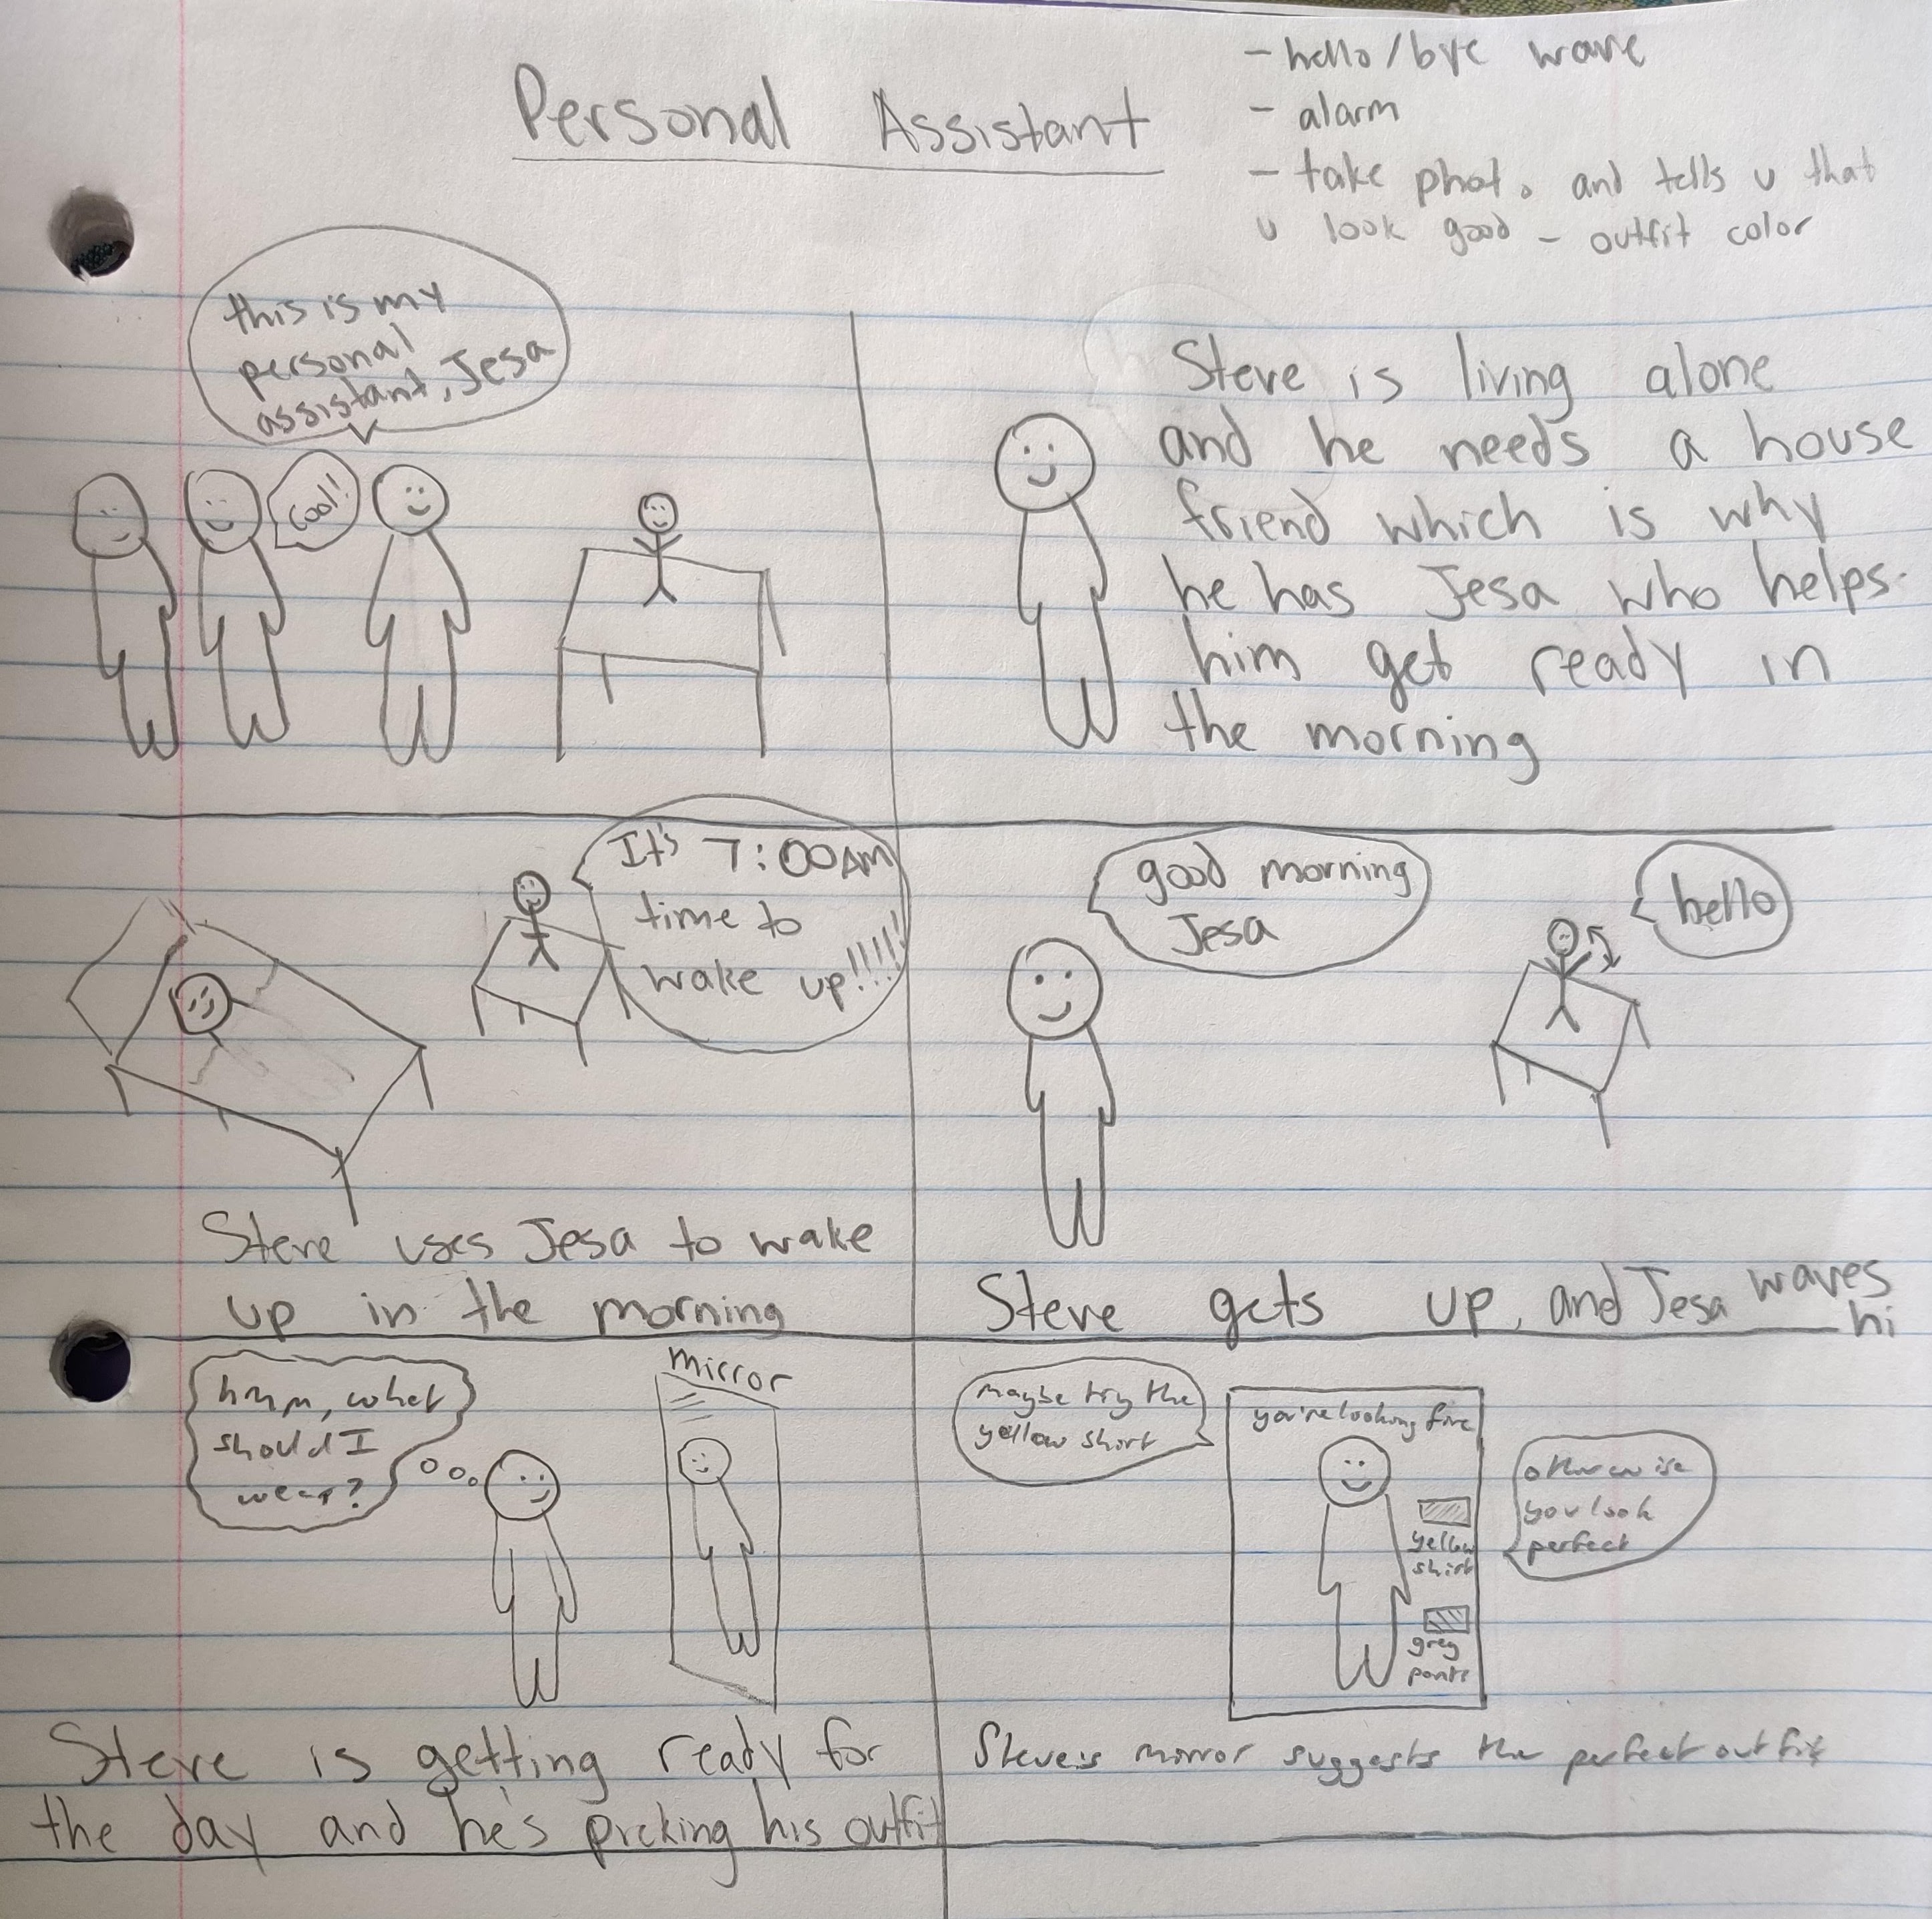 Personal Assistant
- hello/bye wave
- alarm
- take phot. and tells u that
u look good - outfit color
this is my
personal
assistant, Jesa
cool!
Steve is living alone
and he needs a house
friend which is why
he has Jesa who helps
him get ready in
the morning
It's 7:00AM
time to
wake up!!!!!
Steve uses Jesa to wake
up in the morning
good morning
Jesa
hello
Steve gets up, and Jesa waves
hi
hmm, what
should I
wear?
mirror
Steve is getting ready for
the day and he's picking his outfit
maybe try the
yellow shirt
you're looking fine
yellow
shirt
grey
pants
otherwise
you look
perfect
Steve's mirror suggests the perfect outfit